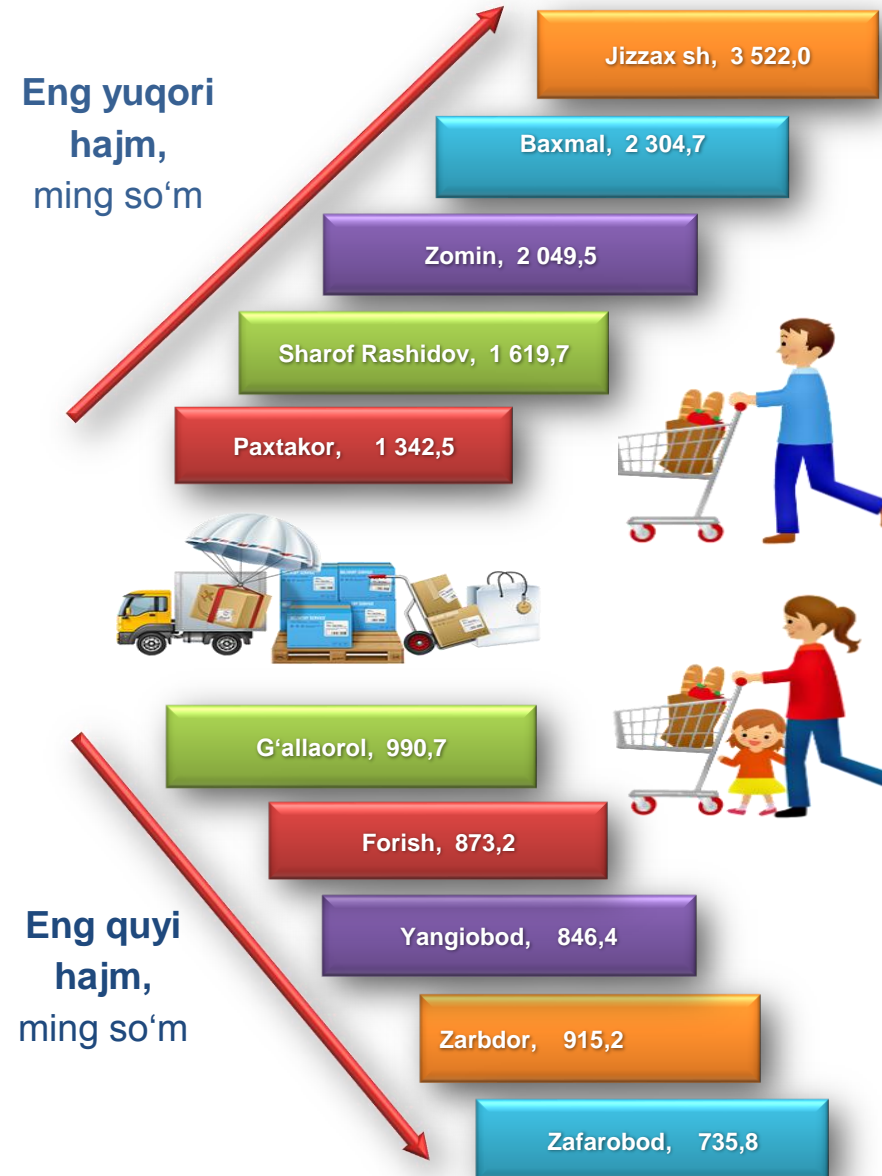 Eng yuqori
hajm,
ming so‘m
Jizzax sh, 3 522,0
Baxmal, 2 304,7
Zomin, 2 049,5
Sharof Rashidov, 1 619,7
Paxtakor, 1 342,5
Eng quyi
hajm,
ming so‘m
G‘allaorol, 990,7
Forish, 873,2
Yangiobod, 846,4
Zarbdor, 915,2
Zafarobod, 735,8